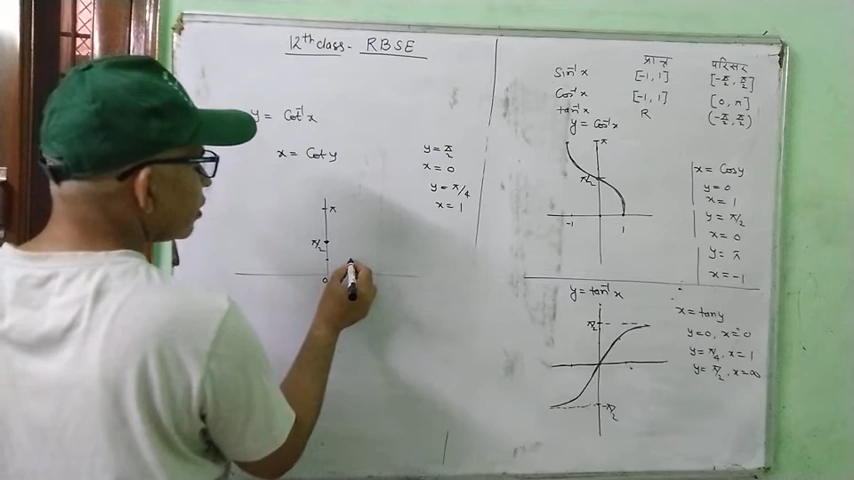 12th class - RBSE
y = Cot⁻¹x
x = Cot y
y = π/2
x = 0
y = π/4
x = 1
π
π/2
0
प्रान्त परिसर
Sin⁻¹x [-1, 1] [-π/2, π/2]
Cos⁻¹x [-1, 1] [0, π]
tan⁻¹x R (-π/2, π/2)
y = Cos⁻¹x
π
π/2
-1 1
x = Cos y
y = 0
x = 1
y = π/2
x = 0
y = π
x = -1
y = tan⁻¹x
π/2
-π/2
x = tan y
y = 0, x = 0
y = π/4, x = 1
y = π/2, x = ∞